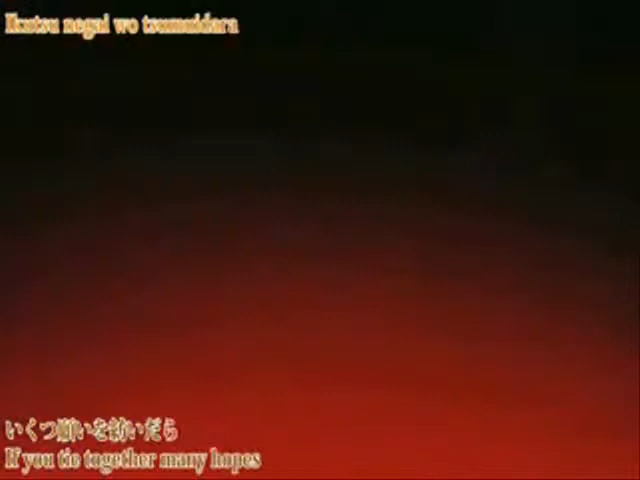 Ikutsu negai wo tsumuidara
いくつ願いを紡いだら
If you tie together many hopes